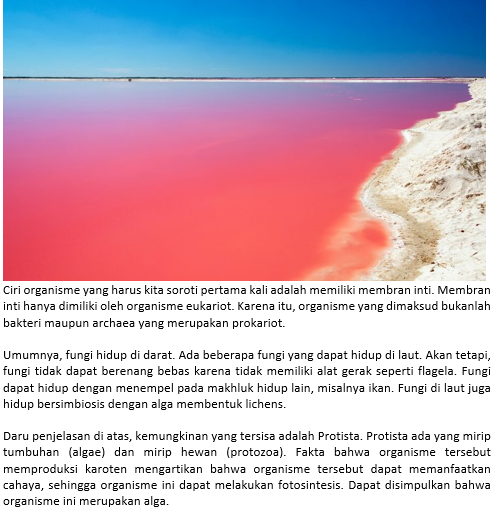 Ciri organisme yang harus kita soroti pertama kali adalah memiliki membran inti. Membran
inti hanya dimiliki oleh organisme eukariot. Karena itu, organisme yang dimaksud bukanlah
bakteri maupun archaea yang merupakan prokariot.
Umumnya, fungi hidup di darat. Ada beberapa fungi yang dapat hidup di laut. Akan tetapi,
fungi tidak dapat berenang bebas karena tidak memiliki alat gerak seperti flagela. Fungi
dapat hidup dengan menempel pada makhluk hidup lain, misalnya ikan. Fungi di laut juga
hidup bersimbiosis dengan alga membentuk lichens.
Daru penjelasan di atas, kemungkinan yang tersisa adalah Protista. Protista ada yang mirip
tumbuhan (algae) dan mirip hewan (protozoa). Fakta bahwa organisme tersebut
memproduksi karoten mengartikan bahwa organisme tersebut dapat memanfaatkan
cahaya, sehingga organisme ini dapat melakukan fotosintesis. Dapat disimpulkan bahwa
organisme ini merupakan alga.